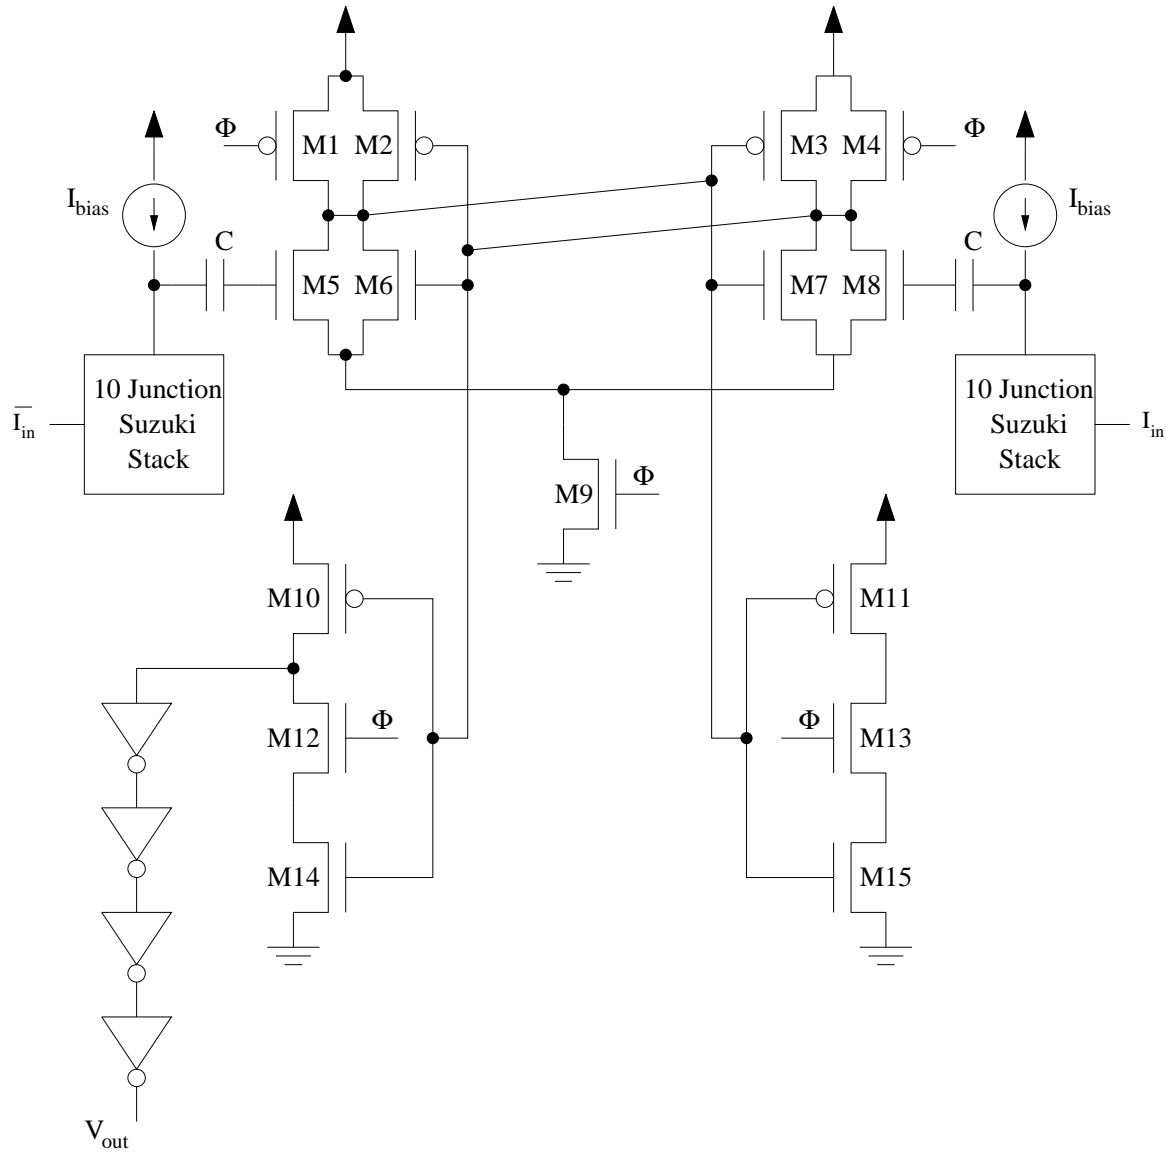 Φ
M1 M2
M3 M4
Φ
I_bias
C
M5 M6
M7 M8
C
I_bias
10 Junction
Suzuki
Stack
I̅_in
10 Junction
Suzuki
Stack
I_in
M9
Φ
M10
M11
M12
Φ
Φ
M13
M14
M15
V_out